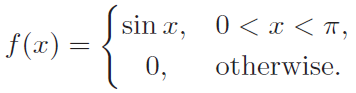 f(x) = { sin x, 0 < x < π,
0, otherwise.